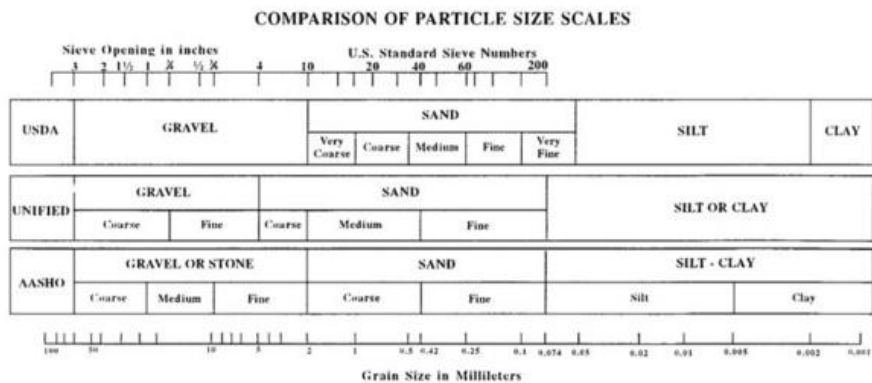 COMPARISON OF PARTICLE SIZE SCALES
Sieve Opening in inches U.S. Standard Sieve Numbers
3 2 1½ 1 ¾ ½ ⅜ 4 10 20 40 60 200
USDA GRAVEL SAND SILT CLAY
Very Coarse Coarse Medium Fine Very Fine
UNIFIED GRAVEL SAND SILT OR CLAY
Coarse Fine Coarse Medium Fine
AASHO GRAVEL OR STONE SAND SILT - CLAY
Coarse Medium Fine Coarse Fine Silt Clay
100 50 10 5 2 1 0.5 0.42 0.25 0.1 0.074 0.05 0.02 0.01 0.005 0.002 0.001
Grain Size in Millileters